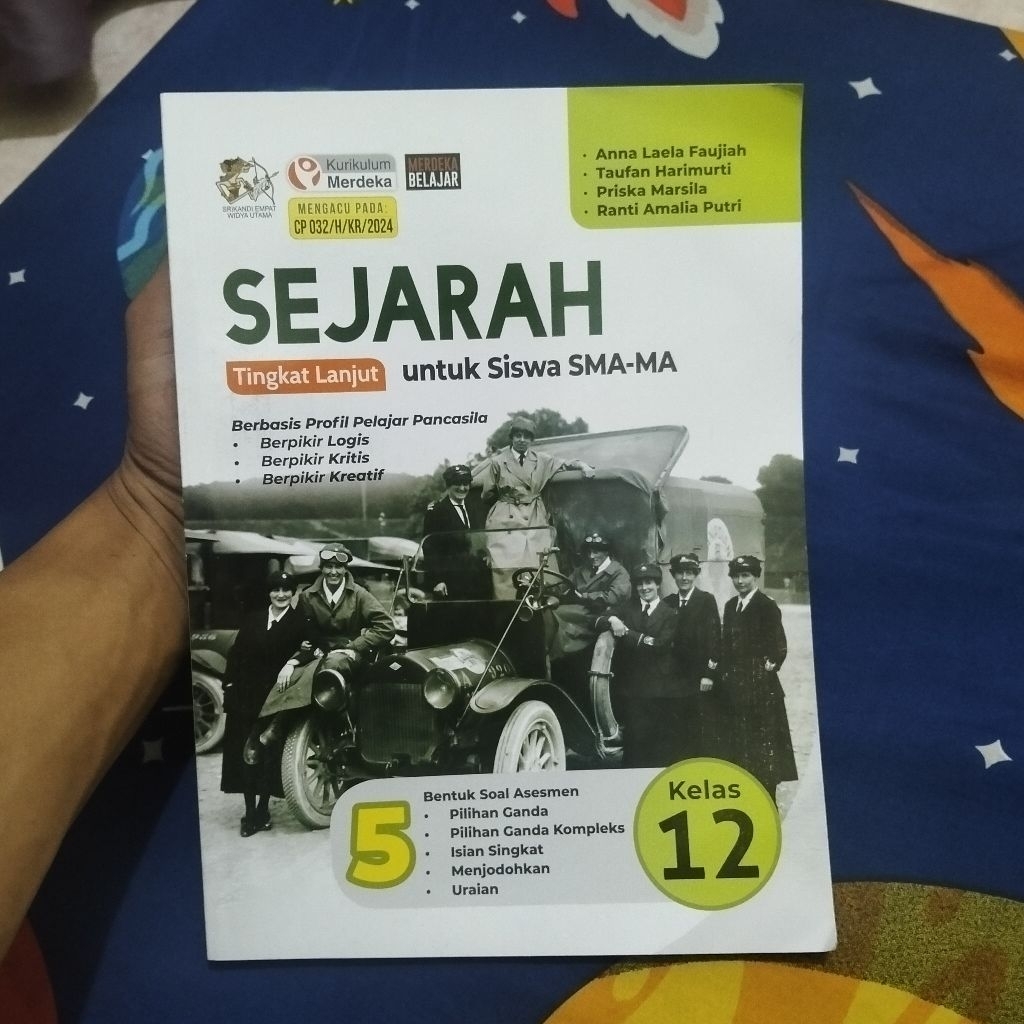 SRIKANDI EMPAT
WIDYA UTAMA
Kurikulum
Merdeka
MERDEKA
BELAJAR
MENGACU PADA:
CP 032/H/KR/2024
· Anna Laela Faujiah
· Taufan Harimurti
· Priska Marsila
· Ranti Amalia Putri
SEJARAH
Tingkat Lanjut untuk Siswa SMA-MA
Berbasis Profil Pelajar Pancasila
• Berpikir Logis
• Berpikir Kritis
• Berpikir Kreatif
5
Bentuk Soal Asesmen
• Pilihan Ganda
• Pilihan Ganda Kompleks
• Isian Singkat
• Menjodohkan
• Uraian
Kelas
12